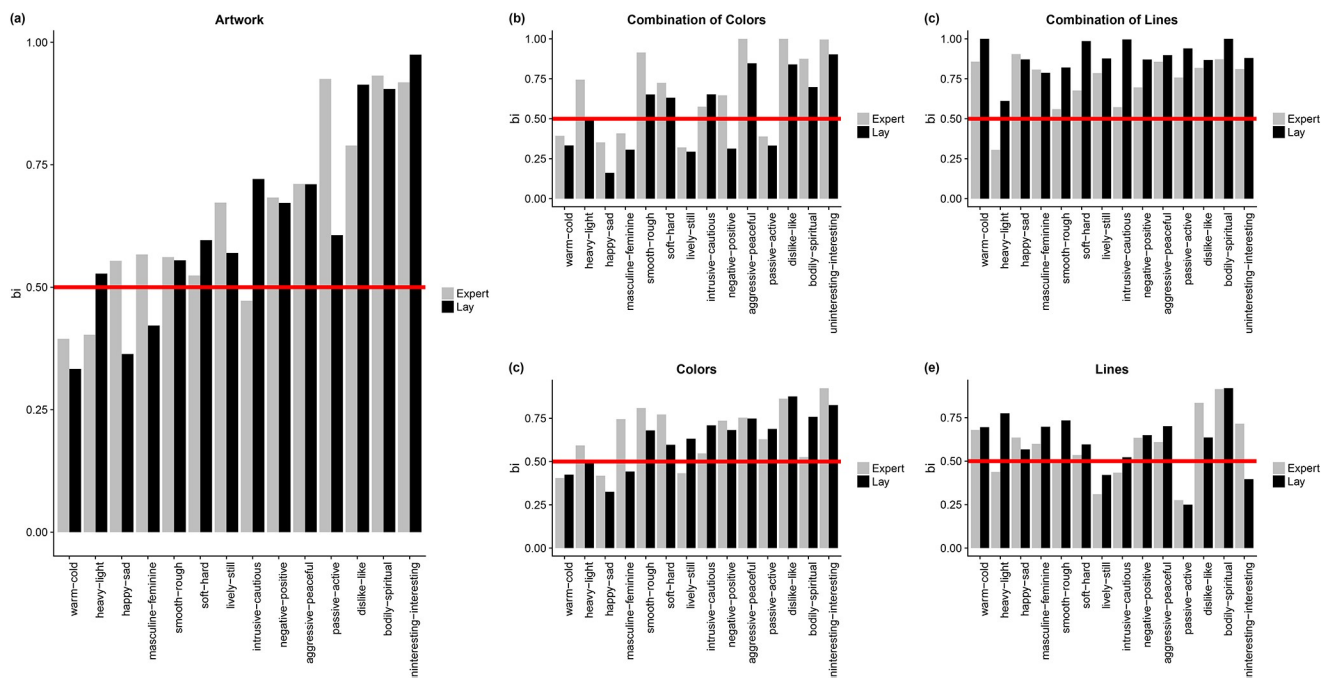 (a)
Artwork
1.00
0.75
0.50
0.25
0.00
bi
Expert
Lay
warm-cold
heavy-light
happy-sad
masculine-feminine
smooth-rough
soft-hard
lively-still
intrusive-cautious
negative-positive
aggressive-peaceful
passive-active
dislike-like
bodily-spiritual
ninteresting-interesting
(b)
Combination of Colors
1.00
0.75
0.50
0.25
0.00
bi
Expert
Lay
warm-cold
heavy-light
happy-sad
masculine-feminine
smooth-rough
soft-hard
lively-still
intrusive-cautious
negative-positive
aggressive-peaceful
passive-active
dislike-like
bodily-spiritual
uninteresting-interesting
(c)
Combination of Lines
1.00
0.75
0.50
0.25
0.00
bi
Expert
Lay
warm-cold
heavy-light
happy-sad
masculine-feminine
smooth-rough
soft-hard
lively-still
intrusive-cautious
negative-positive
aggressive-peaceful
passive-active
dislike-like
bodily-spiritual
uninteresting-interesting
(c)
Colors
0.75
0.50
0.25
0.00
bi
Expert
Lay
warm-cold
heavy-light
happy-sad
masculine-feminine
smooth-rough
soft-hard
lively-still
intrusive-cautious
negative-positive
aggressive-peaceful
passive-active
dislike-like
bodily-spiritual
uninteresting-interesting
(e)
Lines
0.75
0.50
0.25
0.00
bi
Expert
Lay
warm-cold
heavy-light
happy-sad
masculine-feminine
smooth-rough
soft-hard
lively-still
intrusive-cautious
negative-positive
aggressive-peaceful
passive-active
dislike-like
bodily-spiritual
uninteresting-interesting